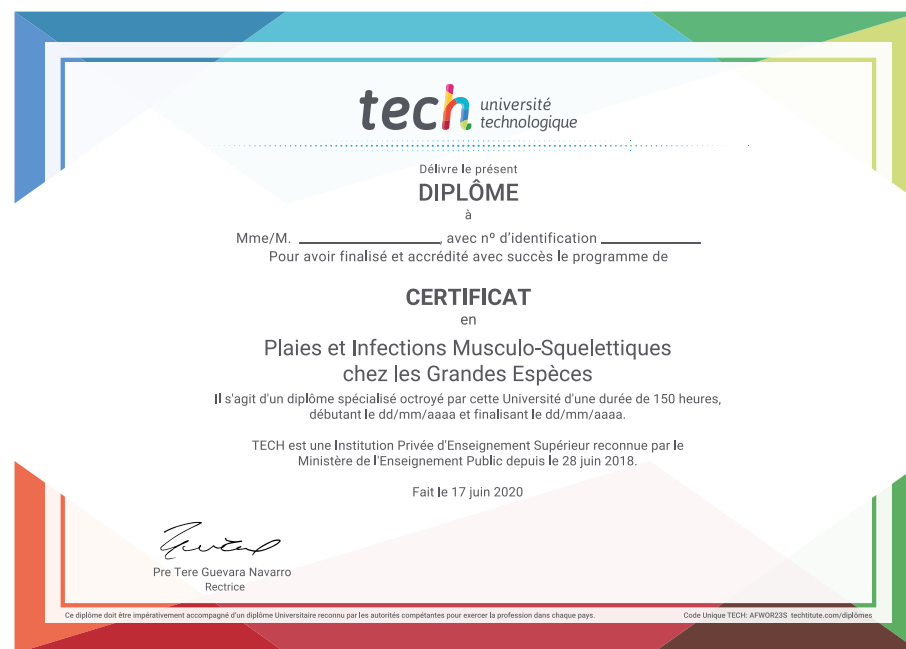 tech université
technologique
Délivre le présent
DIPLÔME
à
Mme/M. ____________________, avec nº d'identification ______________
Pour avoir finalisé et accrédité avec succès le programme de
CERTIFICAT
en
Plaies et Infections Musculo-Squelettiques
chez les Grandes Espèces
Il s'agit d'un diplôme spécialisé octroyé par cette Université d'une durée de 150 heures,
débutant le dd/mm/aaaa et finalisant le dd/mm/aaaa.
TECH est une Institution Privée d'Enseignement Supérieur reconnue par le
Ministère de l'Enseignement Public depuis le 28 juin 2018.
Fait le 17 juin 2020
Pre Tere Guevara Navarro
Rectrice
Ce diplôme doit être impérativement accompagné d'un diplôme Universitaire reconnu par les autorités compétentes pour exercer la profession dans chaque pays.
Code Unique TECH: AFWOR23S techtitute.com/diplômes